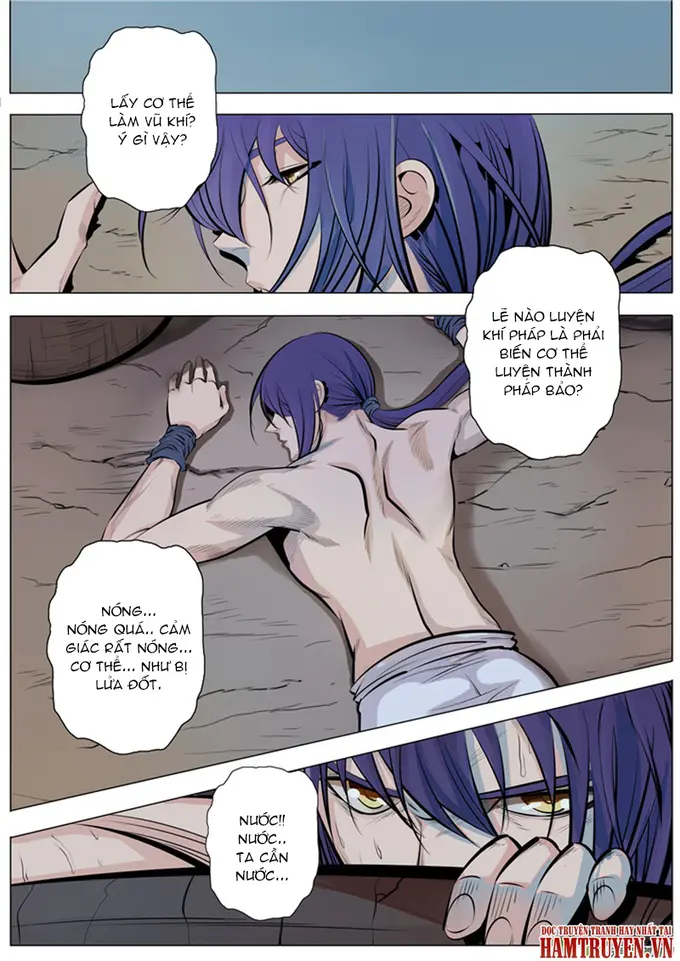 LẤY CƠ THỂ
LÀM VŨ KHÍ?
Ý GÌ VẬY?
LẼ NÀO LUYỆN
KHÍ PHÁP LÀ PHẢI
BIẾN CƠ THỂ
LUYỆN THÀNH
PHÁP BẢO?
NÓNG...
NÓNG QUÁ.. CẢM
GIÁC RẤT NÓNG...
CƠ THỂ... NHƯ BỊ
LỬA ĐỐT.
NƯỚC!!
NƯỚC..
TA CẦN
NƯỚC...
ĐỌC TRUYỆN TRANH HAY NHẤT TẠI
HAMTRUYEN.VN